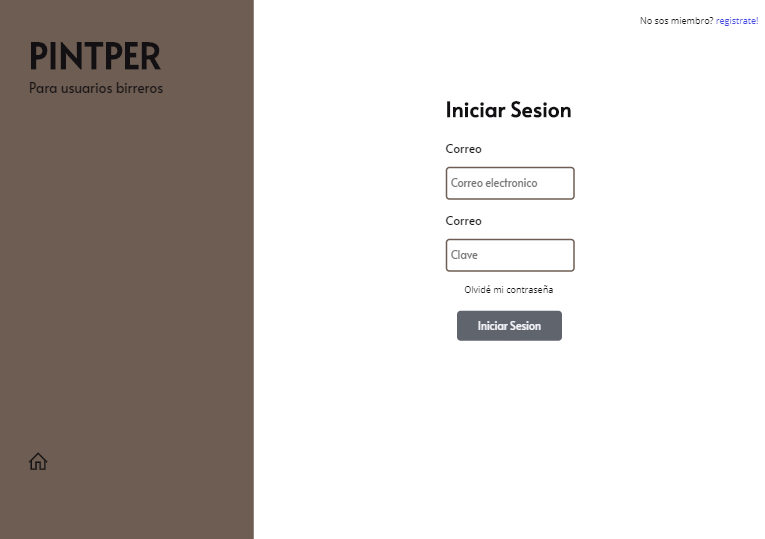 No sos miembro? registrate!
PINTPER
Para usuarios birreros
Iniciar Sesion
Correo
Correo electronico
Correo
Clave
Olvidé mi contraseña
Iniciar Sesion